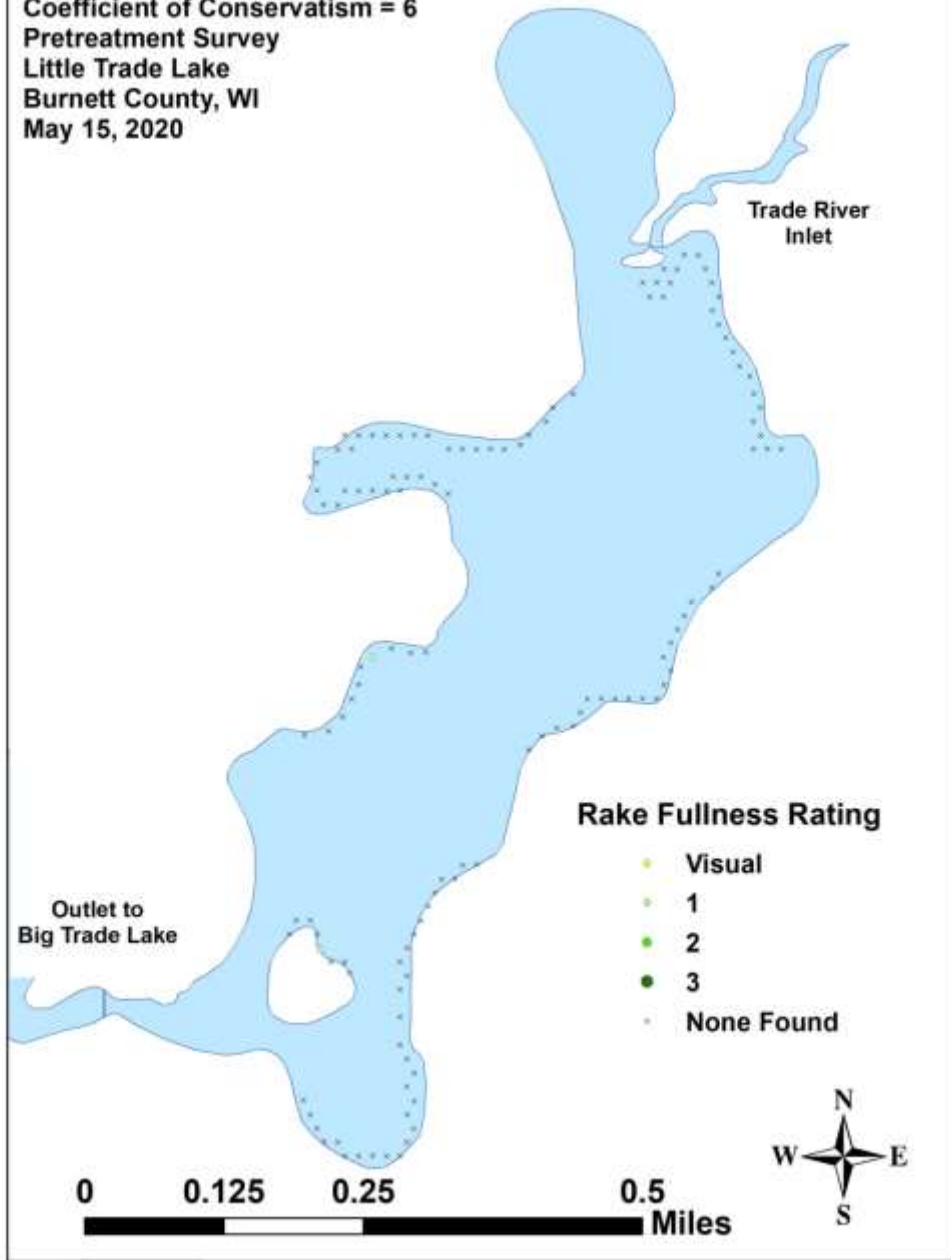 Coefficient of Conservatism = 6
Pretreatment Survey
Little Trade Lake
Burnett County, WI
May 15, 2020
Trade River
Inlet
Rake Fullness Rating
Visual
1
2
3
None Found
Outlet to
Big Trade Lake
N
W E
S
0 0.125 0.25 0.5
Miles